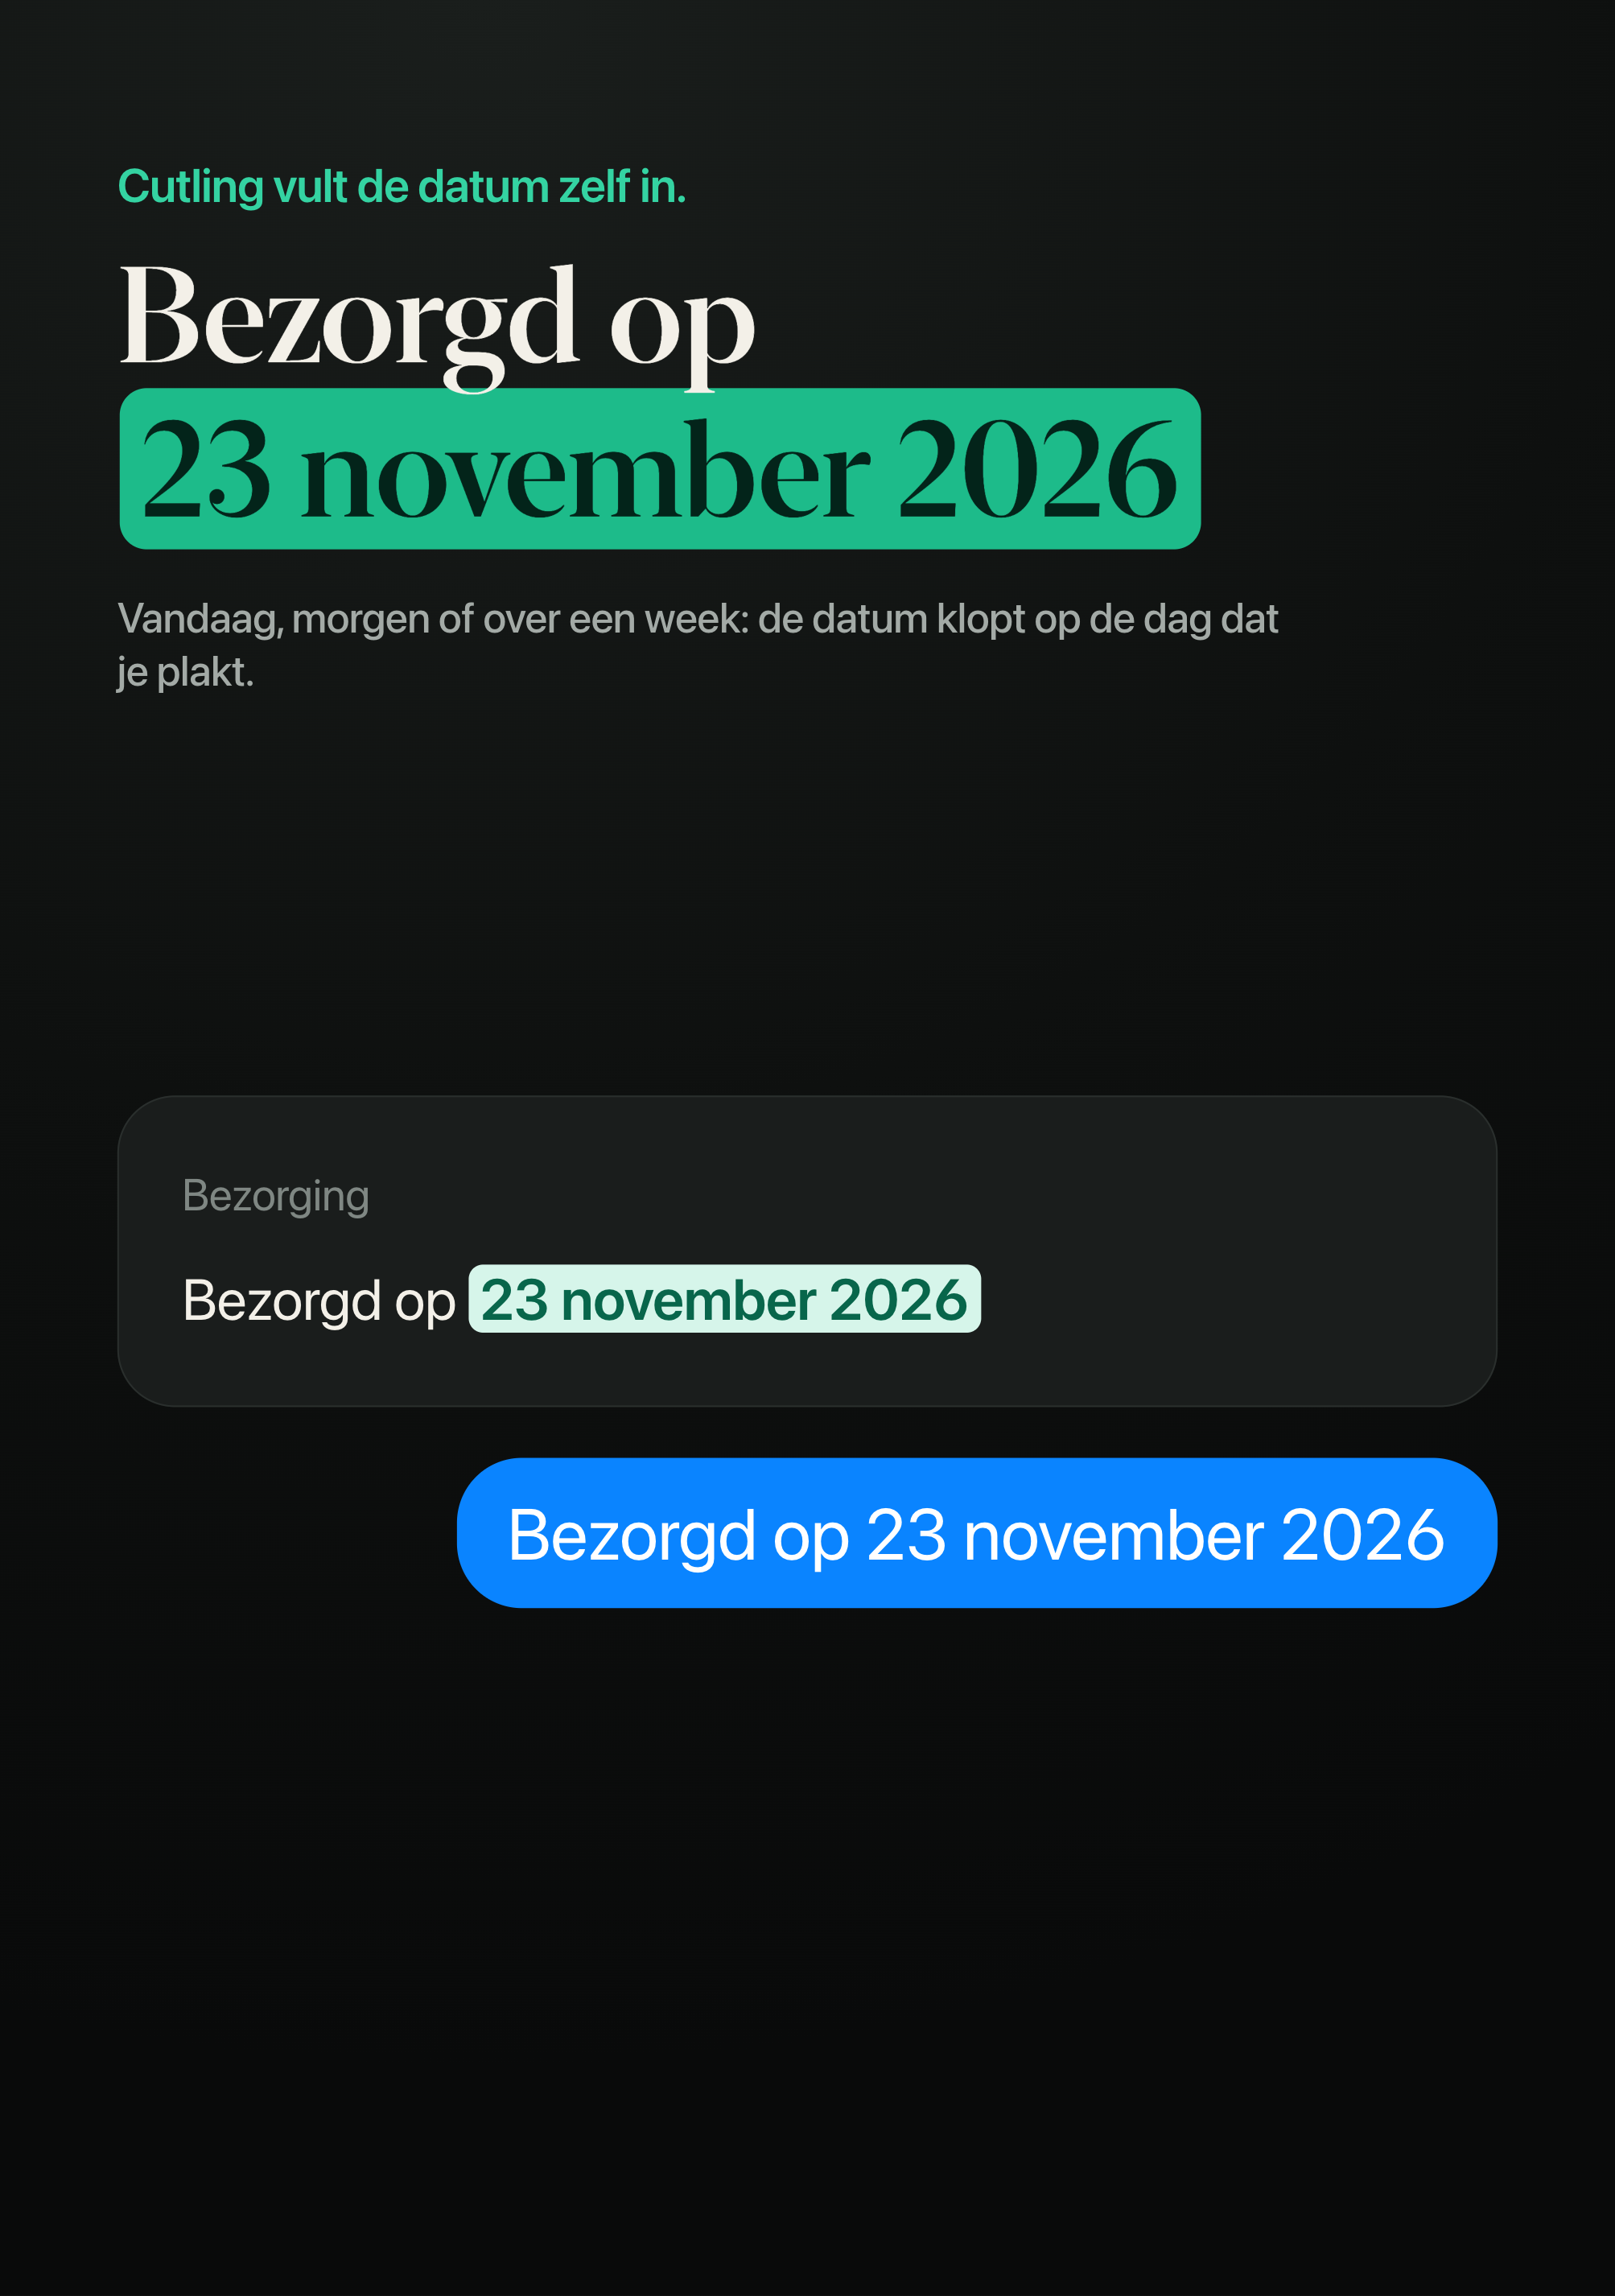 Cutling vult de datum zelf in.
Bezorgd op
23 november 2026
Vandaag, morgen of over een week: de datum klopt op de dag dat
je plakt.
Bezorging
Bezorgd op 23 november 2026
Bezorgd op 23 november 2026